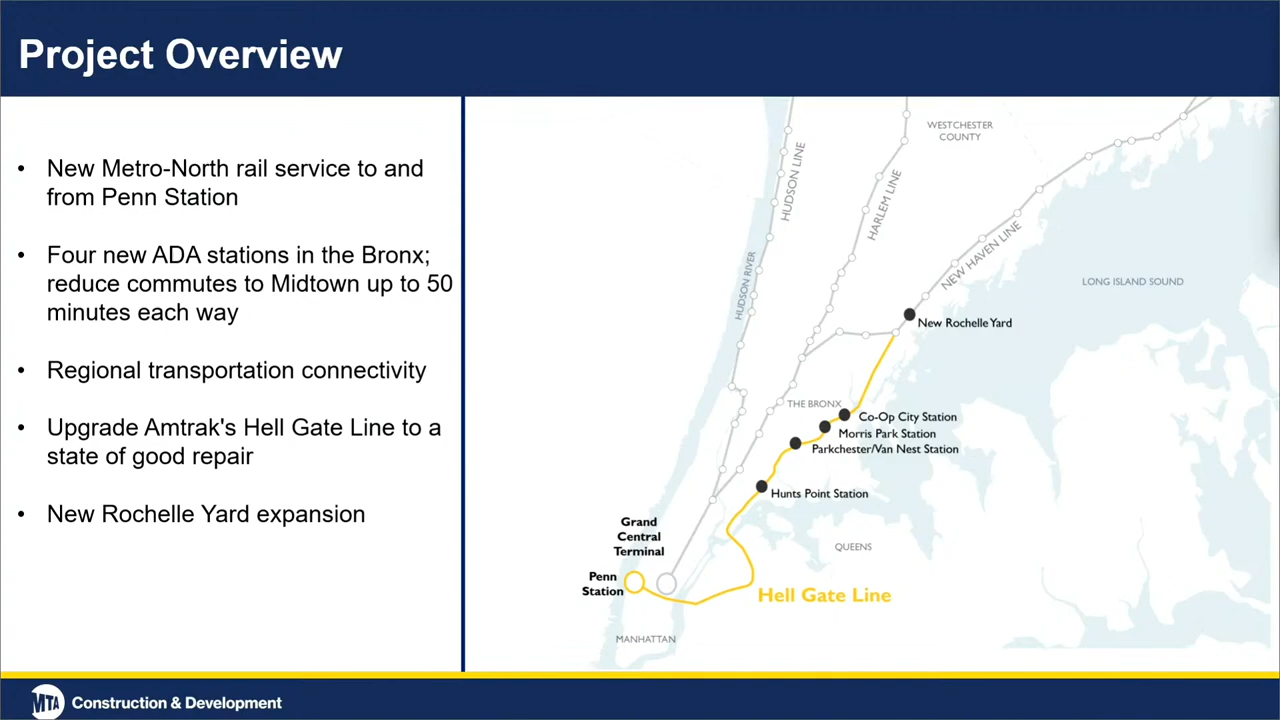 Project Overview
• New Metro-North rail service to and
from Penn Station
• Four new ADA stations in the Bronx;
reduce commutes to Midtown up to 50
minutes each way
• Regional transportation connectivity
• Upgrade Amtrak's Hell Gate Line to a
state of good repair
• New Rochelle Yard expansion
WESTCHESTER
COUNTY
HUDSON LINE
HARLEM LINE
NEW HAVEN LINE
HUDSON RIVER
LONG ISLAND SOUND
New Rochelle Yard
THE BRONX
Co-Op City Station
Morris Park Station
Parkchester/Van Nest Station
Hunts Point Station
Grand
Central
Terminal
QUEENS
Penn
Station
Hell Gate Line
MANHATTAN
MTA Construction & Development